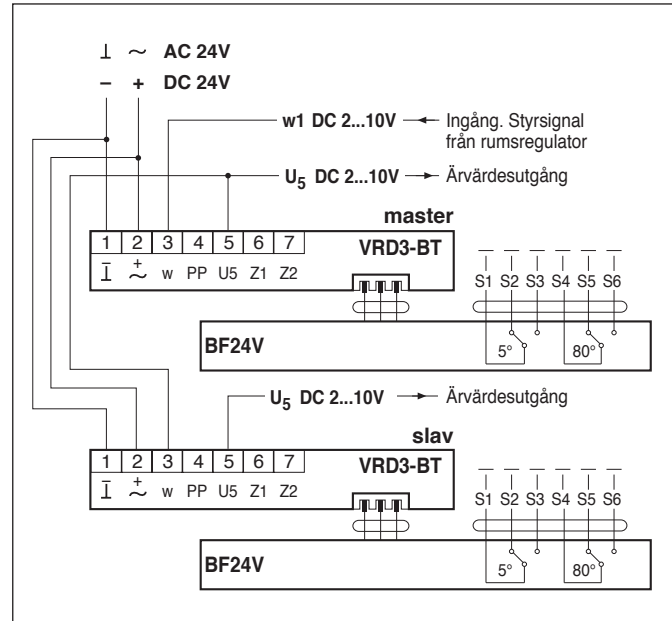 ⊥ ~ AC 24V
– + DC 24V
w1 DC 2...10V Ingång. Styrsignal
från rumsregulator
U5 DC 2...10V Ärvärdesutgång
master
1 2 3 4 5 6 7 VRD3-BT
⊥ ~ w PP U5 Z1 Z2
– +
S1 S2 S3 S4 S5 S6
BF24V 5° 80°
U5 DC 2...10V Ärvärdesutgång
slav
1 2 3 4 5 6 7 VRD3-BT
⊥ ~ w PP U5 Z1 Z2
– +
S1 S2 S3 S4 S5 S6
BF24V 5° 80°